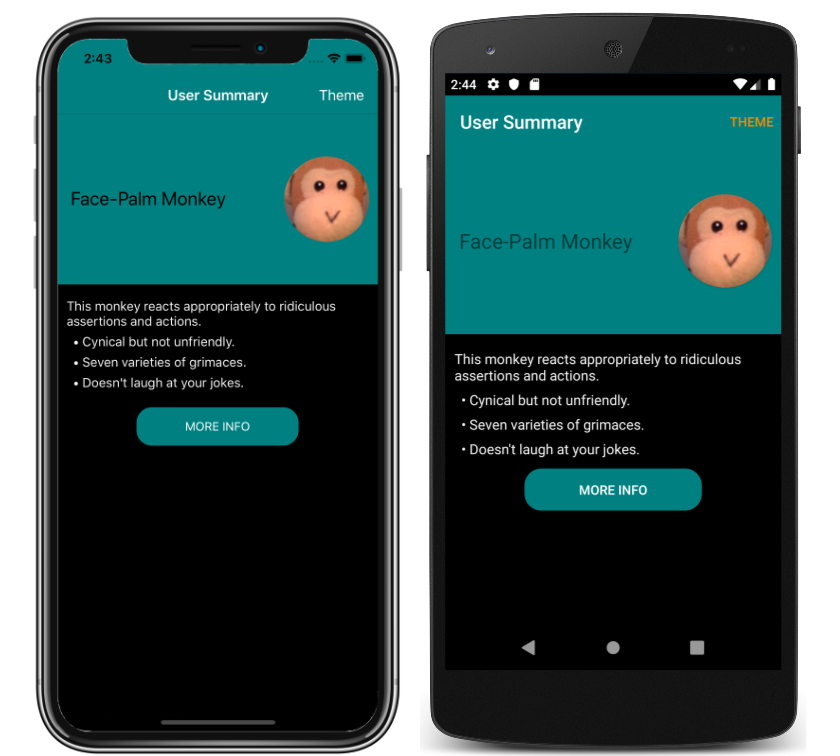 2:43
User Summary Theme
Face-Palm Monkey
This monkey reacts appropriately to ridiculous
assertions and actions.
• Cynical but not unfriendly.
• Seven varieties of grimaces.
• Doesn't laugh at your jokes.
MORE INFO
2:44
User Summary THEME
Face-Palm Monkey
This monkey reacts appropriately to ridiculous
assertions and actions.
• Cynical but not unfriendly.
• Seven varieties of grimaces.
• Doesn't laugh at your jokes.
MORE INFO